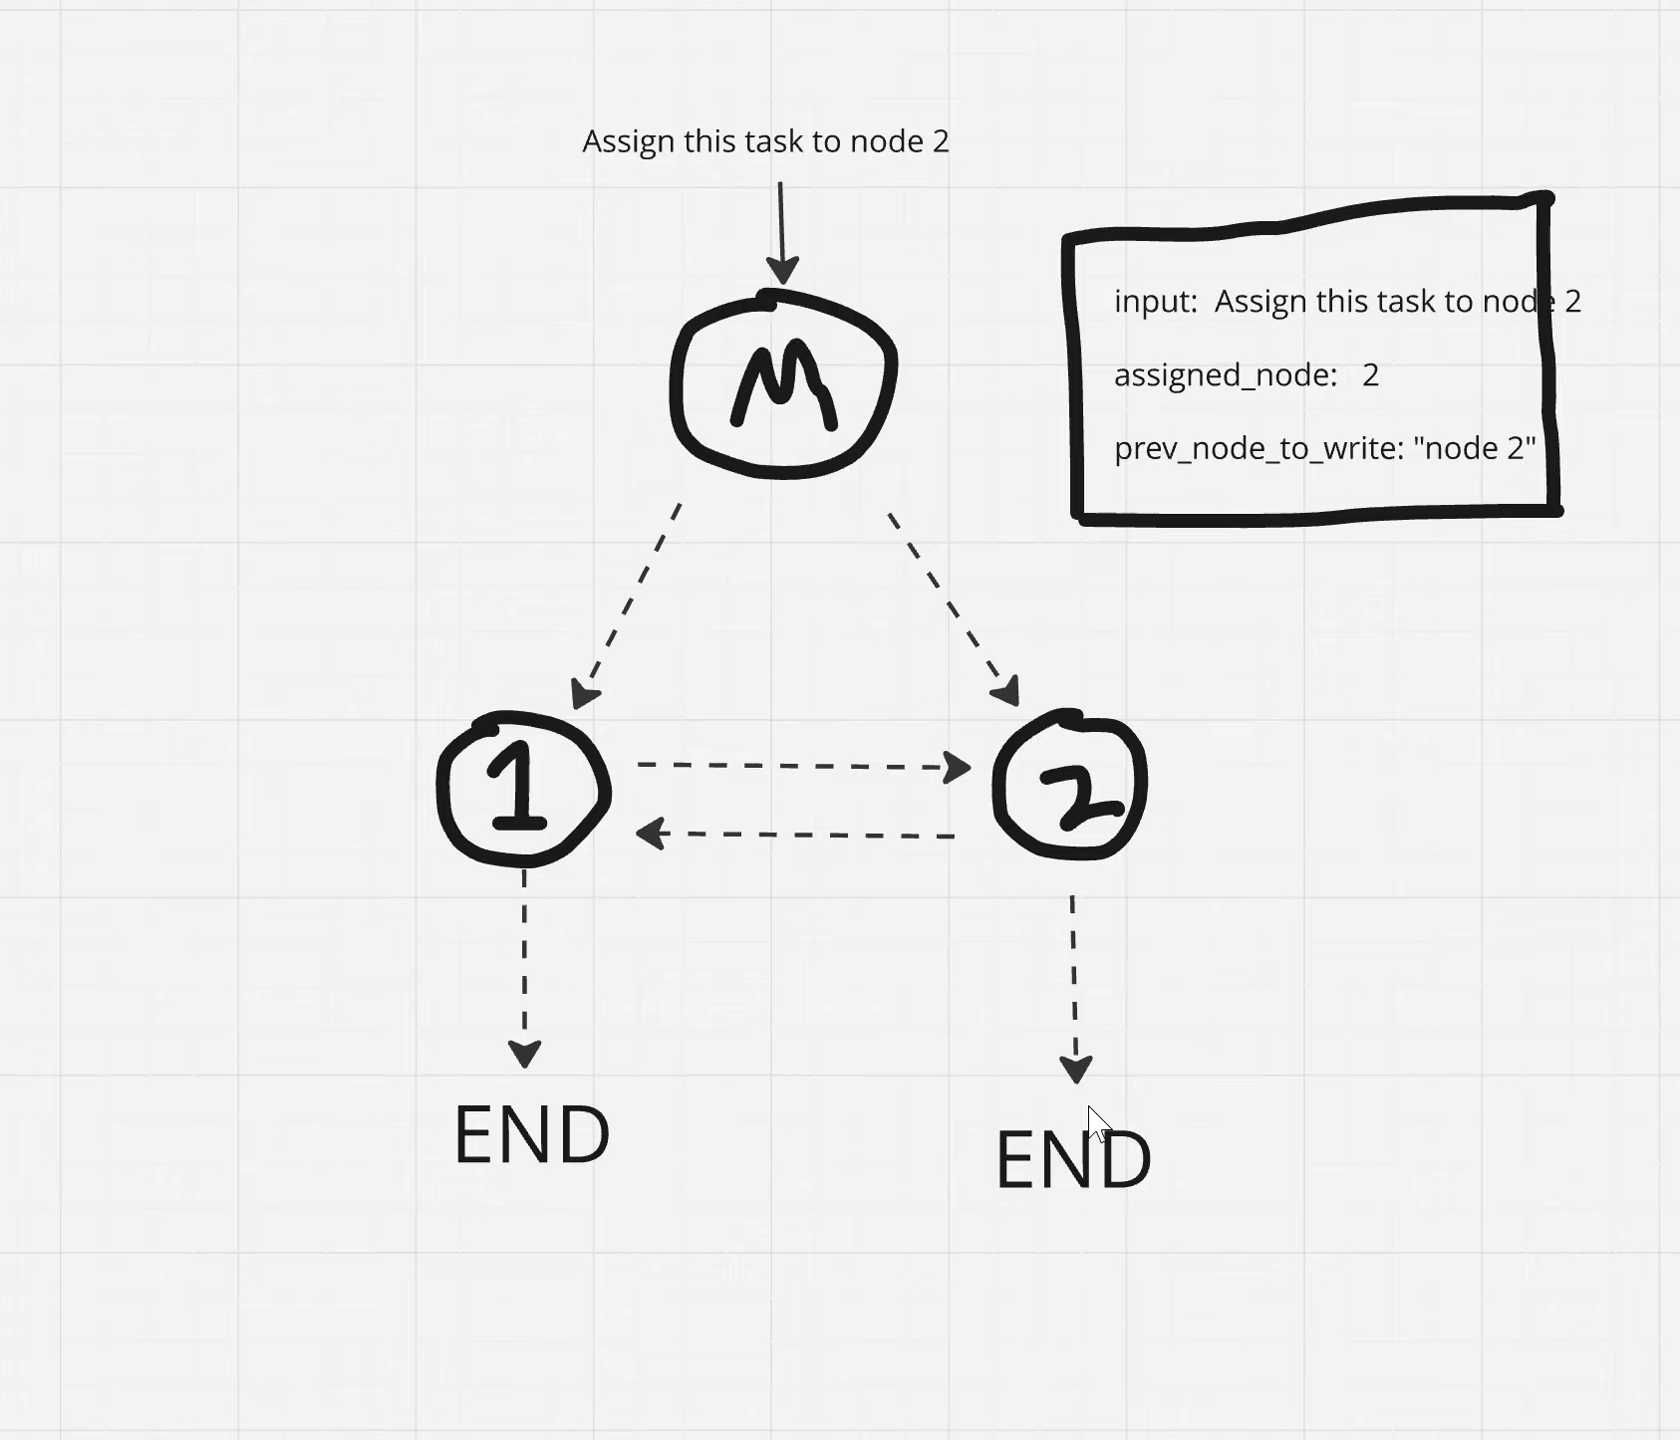 Assign this task to node 2
input: Assign this task to node 2
assigned_node: 2
prev_node_to_write: "node 2"
M
1
2
END
END